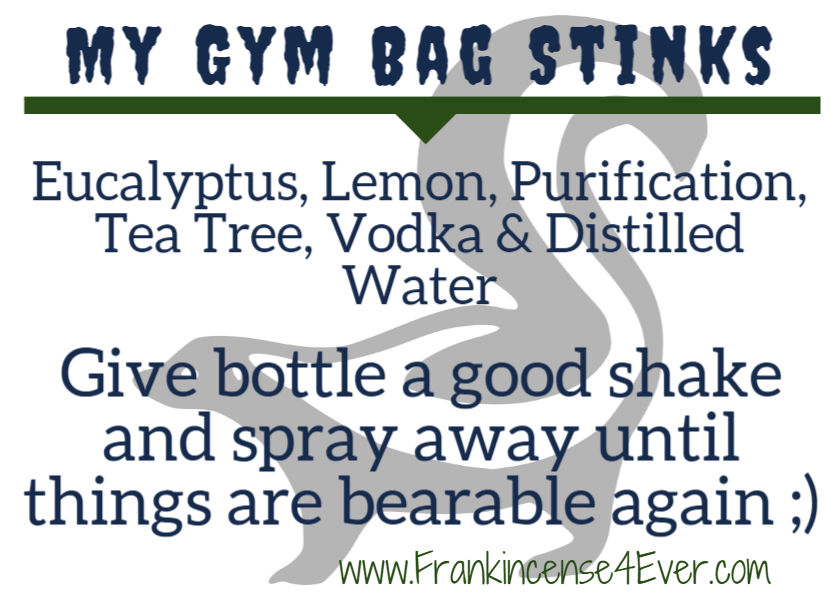 MY GYM BAG STINKS
Eucalyptus, Lemon, Purification,
Tea Tree, Vodka & Distilled
Water
Give bottle a good shake
and spray away until
things are bearable again ;)
www.Frankincense4Ever.com